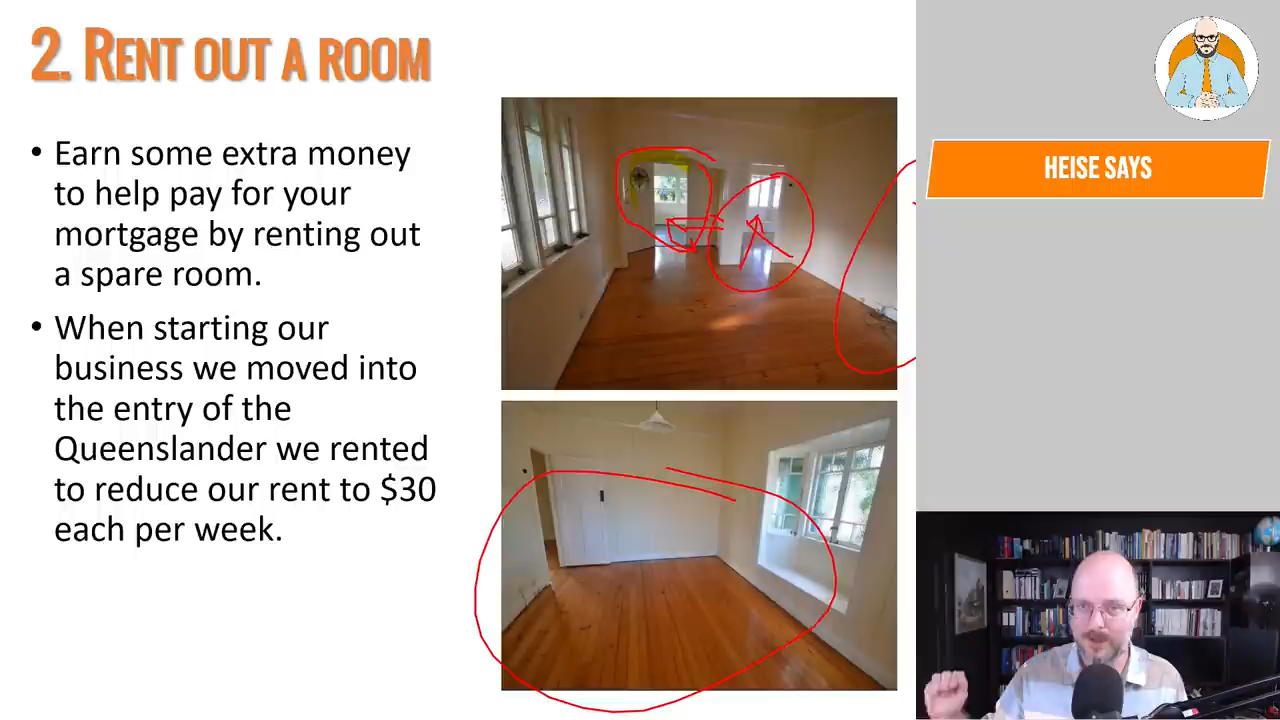 2. RENT OUT A ROOM
• Earn some extra money
to help pay for your
mortgage by renting out
a spare room.
• When starting our
business we moved into
the entry of the
Queenslander we rented
to reduce our rent to $30
each per week.
HEISE SAYS